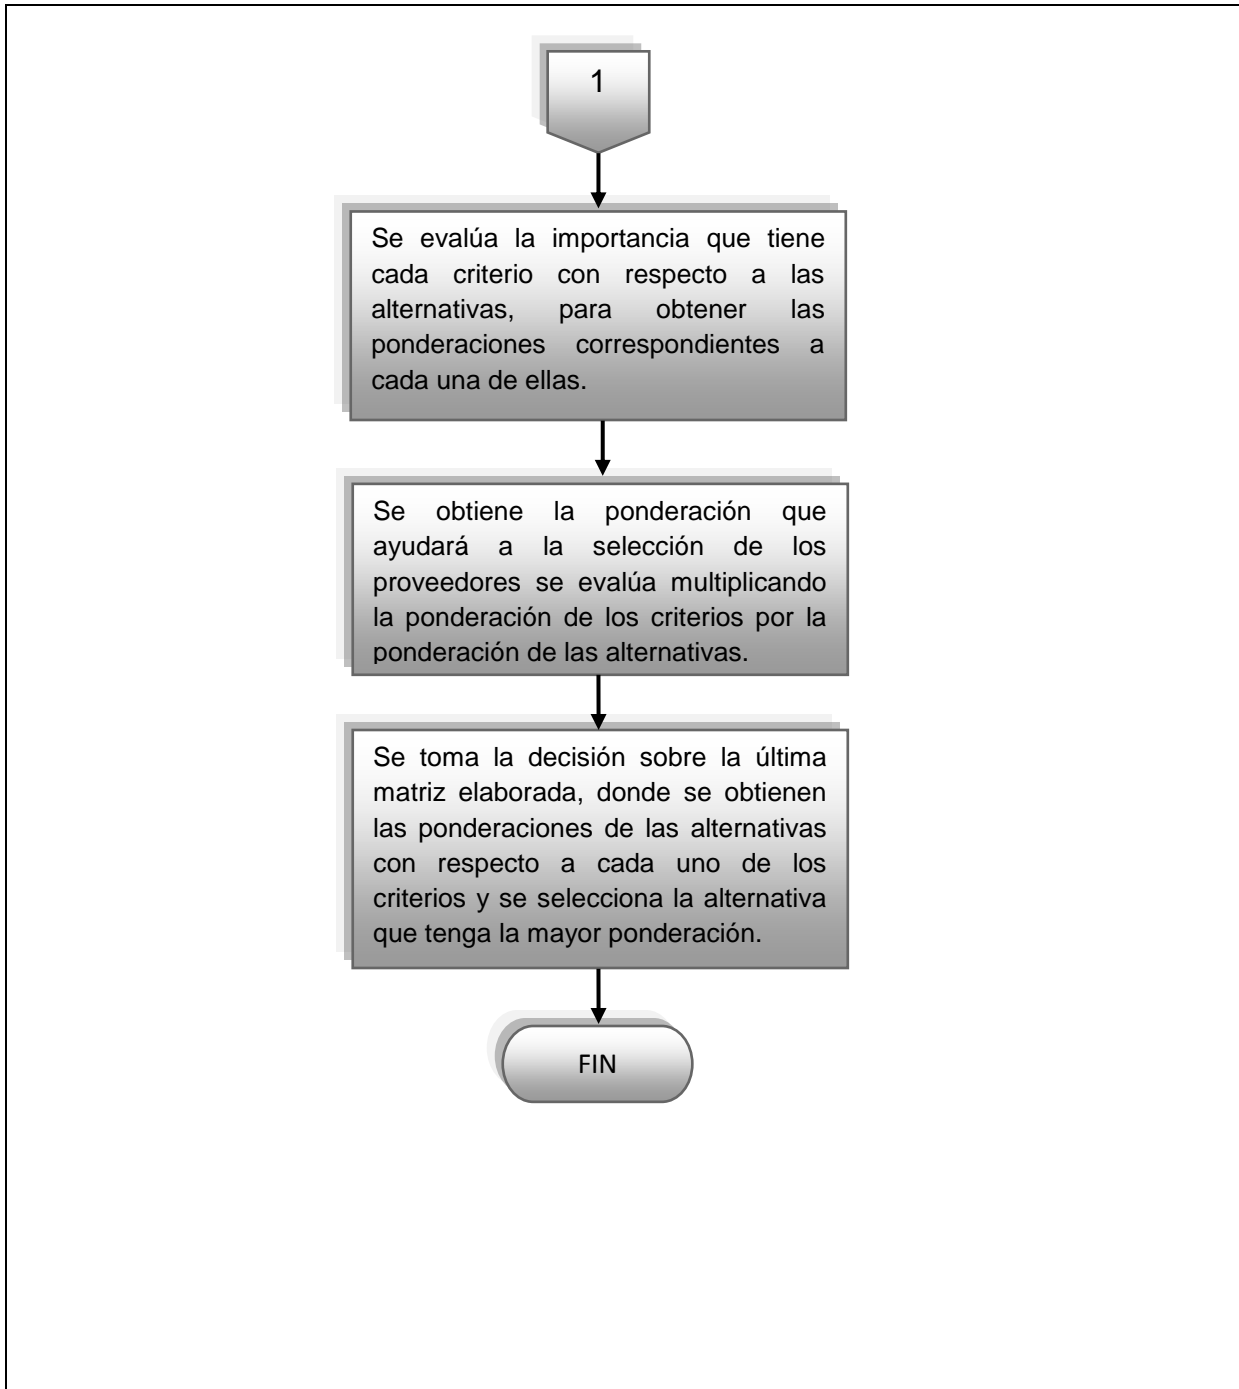 1
Se evalúa la importancia que tiene
cada criterio con respecto a las
alternativas, para obtener las
ponderaciones correspondientes a
cada una de ellas.
Se obtiene la ponderación que
ayudará a la selección de los
proveedores se evalúa multiplicando
la ponderación de los criterios por la
ponderación de las alternativas.
Se toma la decisión sobre la última
matriz elaborada, donde se obtienen
las ponderaciones de las alternativas
con respecto a cada uno de los
criterios y se selecciona la alternativa
que tenga la mayor ponderación.
FIN